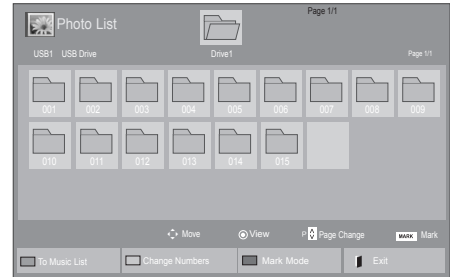 Page 1/1
Photo List
USB1 USB Drive Drive1 Page 1/1
001 002 003 004 005 006 007 008 009
010 011 012 013 014 015
Move View P Page Change MARK Mark
To Music List Change Numbers Mark Mode Exit